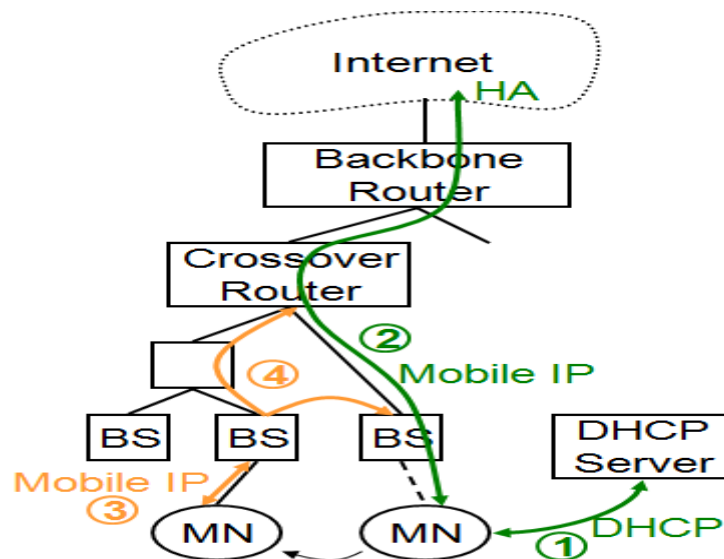 Internet
HA
Backbone
Router
Crossover
Router
②
④
Mobile IP
BS
BS
BS
DHCP
Server
Mobile IP
③
MN
MN
①
DHCP